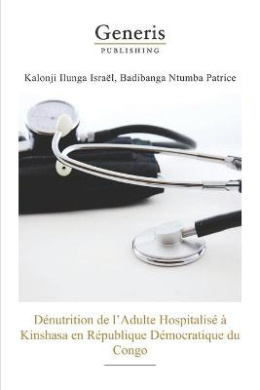 Generis
PUBLISHING
Kalonji Ilunga Israël, Badibanga Ntumba Patrice
Dénutrition de l'Adulte Hospitalisé à
Kinshasa en République Démocratique du
Congo